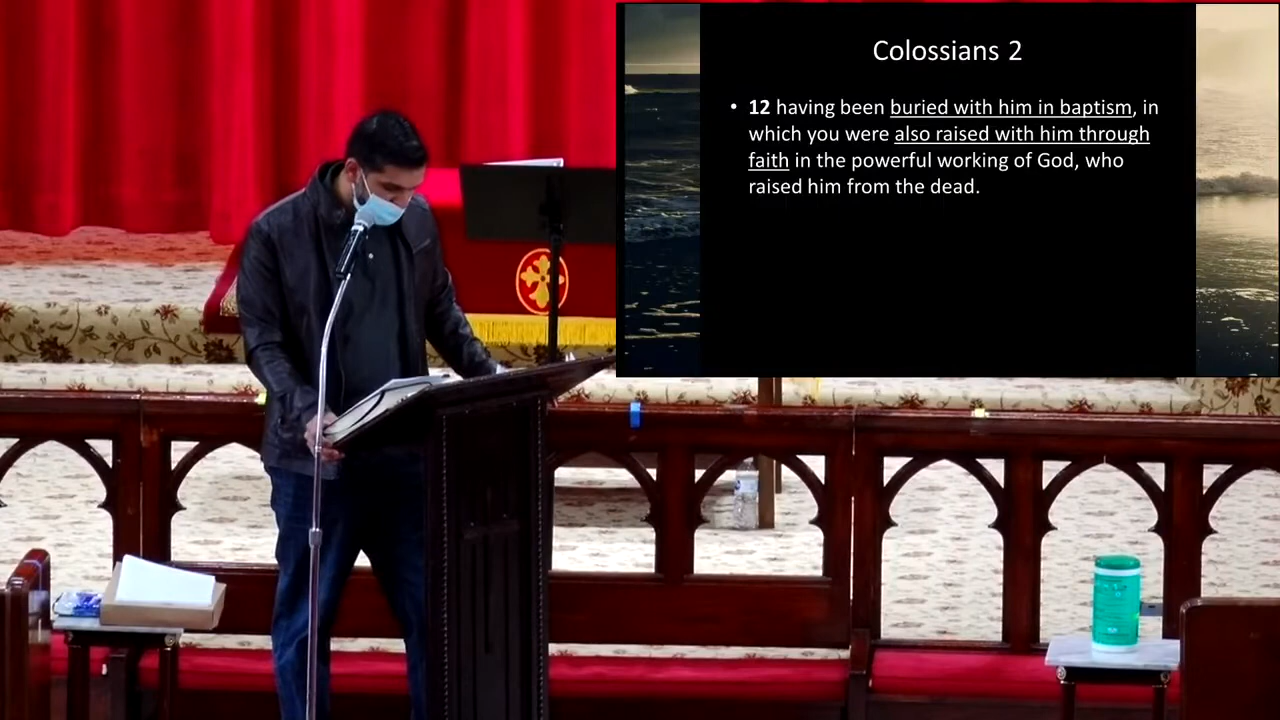 Colossians 2
• 12 having been buried with him in baptism, in
which you were also raised with him through
faith in the powerful working of God, who
raised him from the dead.